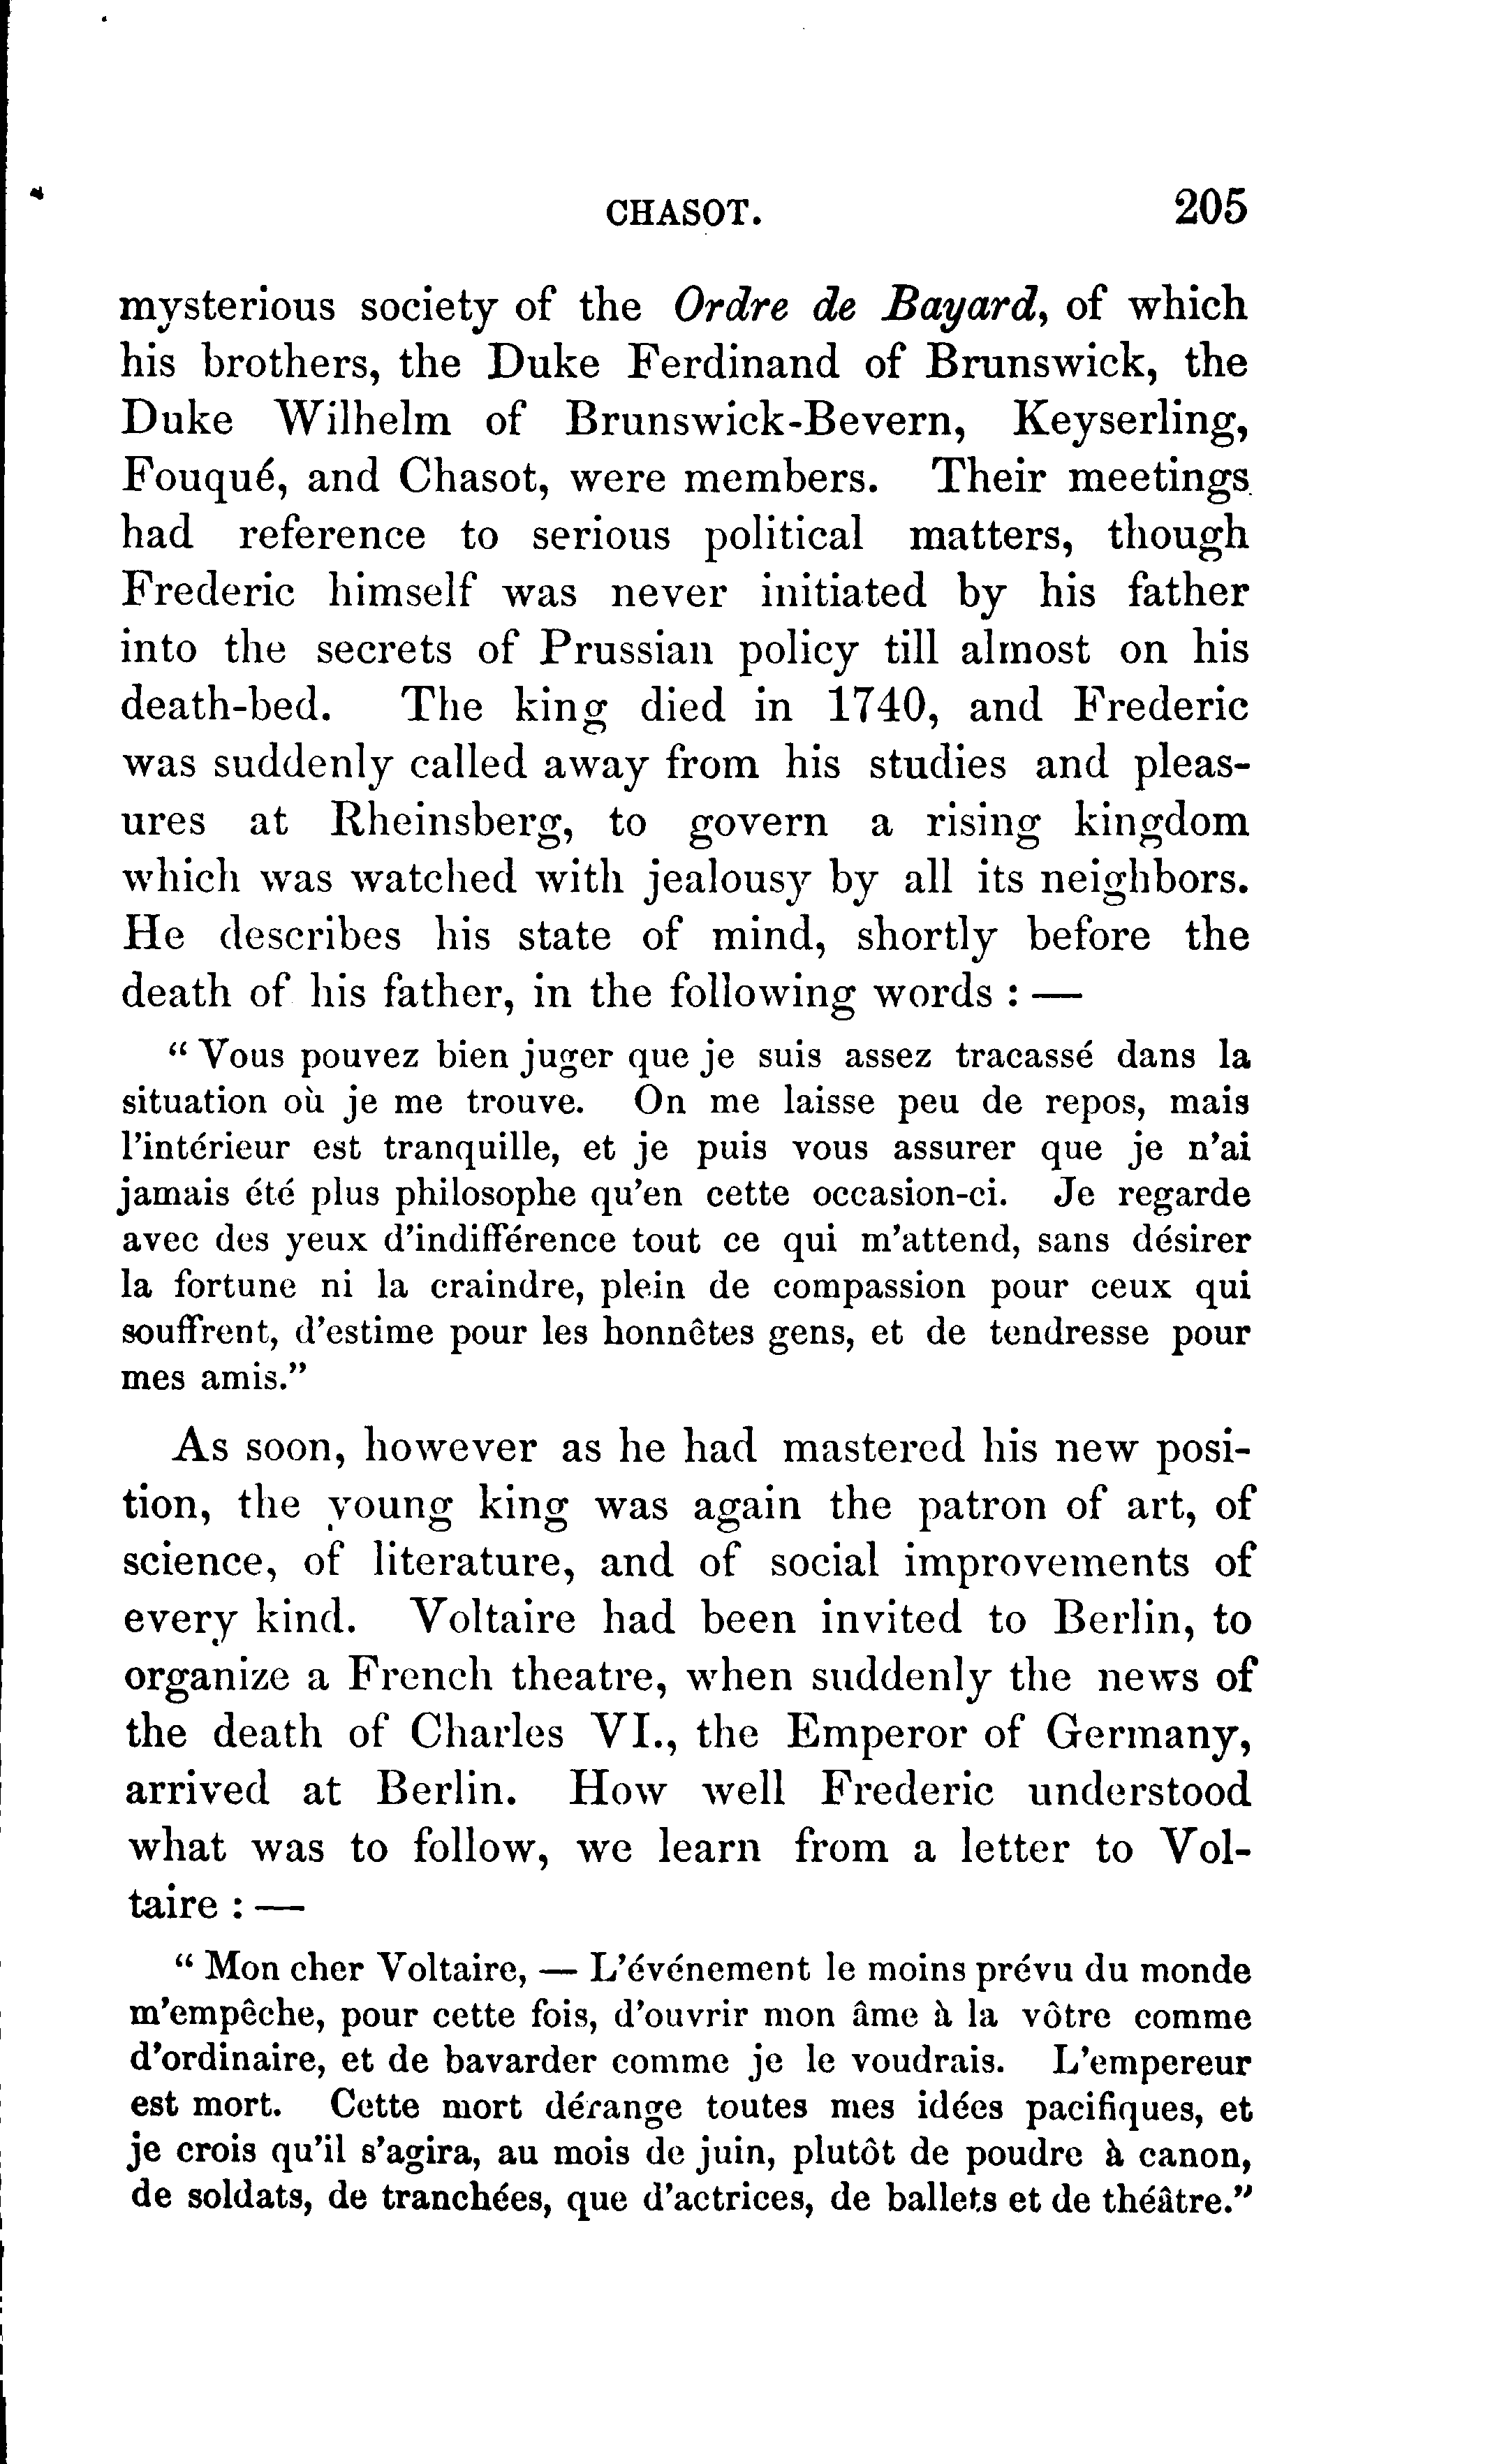 CHASOT. 205
mysterious society of the Ordre de Bayard, of which
his brothers, the Duke Ferdinand of Brunswick, the
Duke Wilhelm of Brunswick-Bevern, Keyserling,
Fouqué, and Chasot, were members. Their meetings
had reference to serious political matters, though
Frederic himself was never initiated by his father
into the secrets of Prussian policy till almost on his
death-bed. The king died in 1740, and Frederic
was suddenly called away from his studies and pleas-
ures at Rheinsberg, to govern a rising kingdom
which was watched with jealousy by all its neighbors.
He describes his state of mind, shortly before the
death of his father, in the following words : —
“ Vous pouvez bien juger que je suis assez tracassé dans la
situation où je me trouve. On me laisse peu de repos, mais
l’intérieur est tranquille, et je puis vous assurer que je n’ai
jamais été plus philosophe qu’en cette occasion-ci. Je regarde
avec des yeux d’indifférence tout ce qui m’attend, sans désirer
la fortune ni la craindre, plein de compassion pour ceux qui
souffrent, d’estime pour les honnêtes gens, et de tendresse pour
mes amis.”
As soon, however as he had mastered his new posi-
tion, the young king was again the patron of art, of
science, of literature, and of social improvements of
every kind. Voltaire had been invited to Berlin, to
organize a French theatre, when suddenly the news of
the death of Charles VI., the Emperor of Germany,
arrived at Berlin. How well Frederic understood
what was to follow, we learn from a letter to Vol-
taire : —
“ Mon cher Voltaire, — L’événement le moins prévu du monde
m’empêche, pour cette fois, d’ouvrir mon âme à la vôtre comme
d’ordinaire, et de bavarder comme je le voudrais. L’empereur
est mort. Cette mort dérange toutes mes idées pacifiques, et
je crois qu’il s’agira, au mois de juin, plutôt de poudre à canon,
de soldats, de tranchées, que d’actrices, de ballets et de théâtre.”